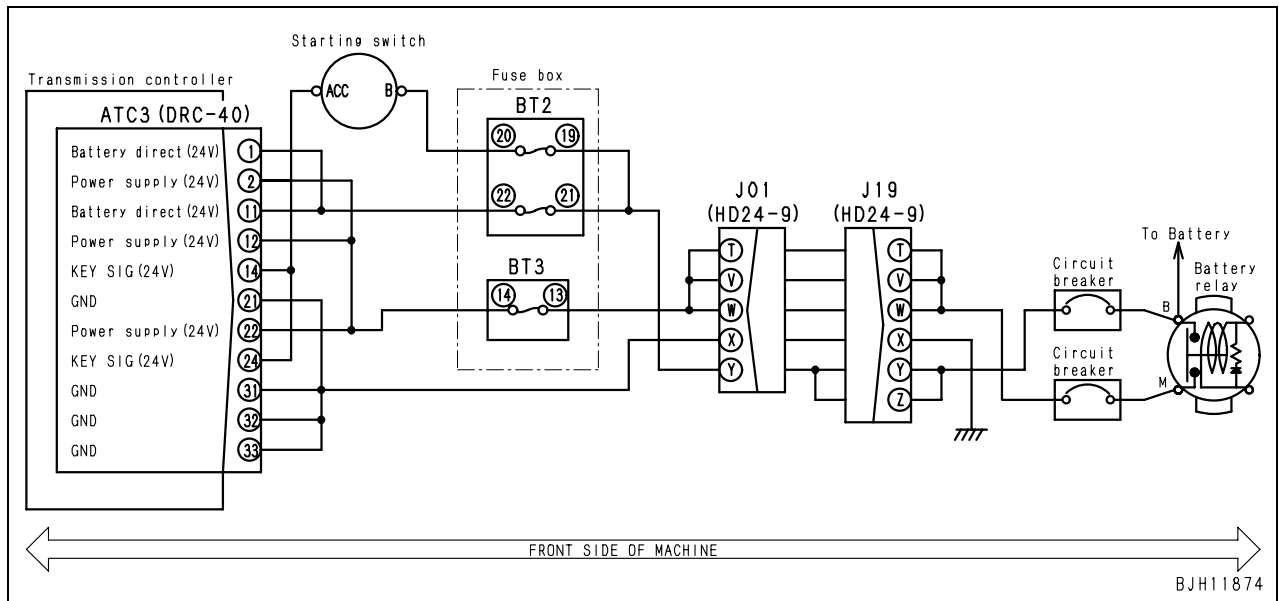 Starting switch
Transmission controller
Fuse box
ACC
B
ATC3 (DRC-40)
BT2
20
19
Battery direct (24V) 1
Power supply (24V) 2
Battery direct (24V) 11
Power supply (24V) 12
KEY SIG (24V) 14
GND 21
Power supply (24V) 22
KEY SIG (24V) 24
GND 31
GND 32
GND 33
22
21
BT3
14
13
J01
(HD24-9)
T
V
W
X
Y
J19
(HD24-9)
T
V
W
X
Y
Z
To Battery
Circuit
breaker
Battery
relay
B
Circuit
breaker
M
FRONT SIDE OF MACHINE
BJH11874